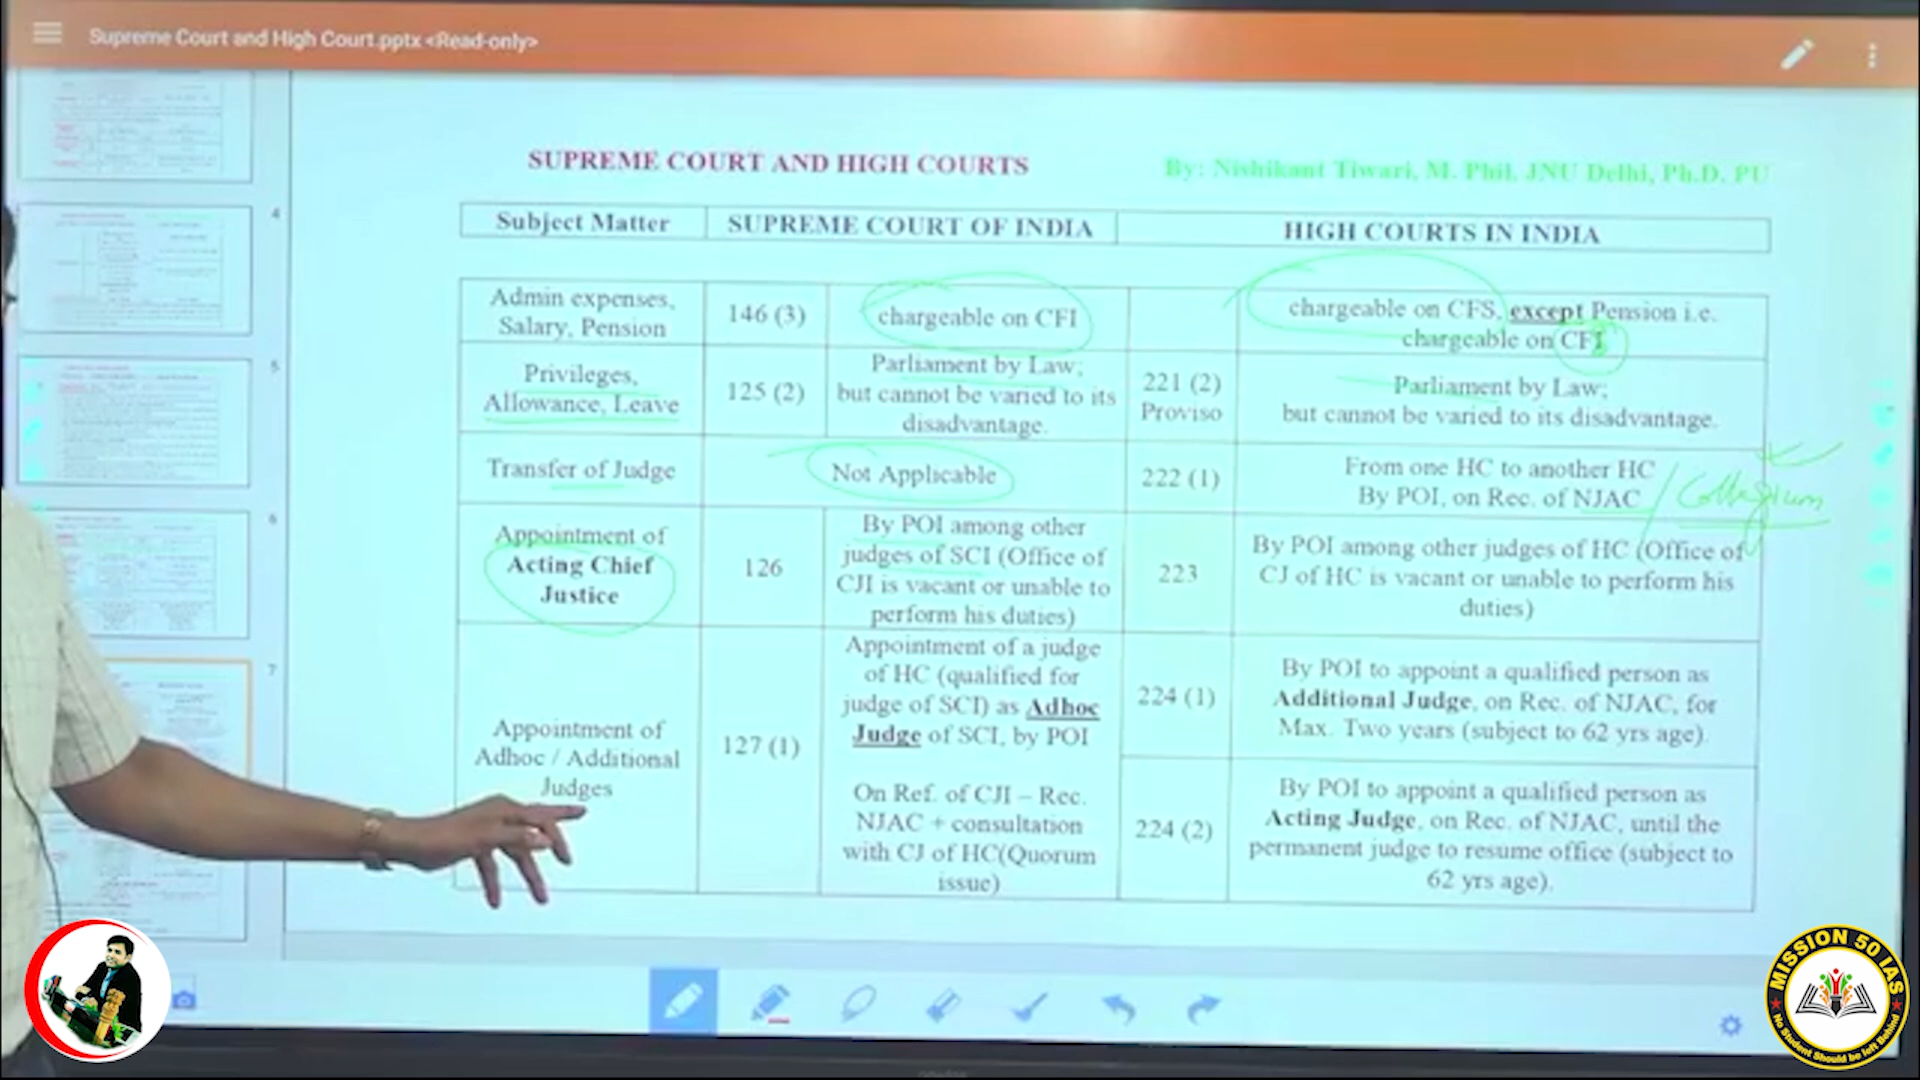 Supreme Court and High Court.pptx <Read-only>
SUPREME COURT AND HIGH COURTS
By: Nishikant Tiwari, M. Phil, JNU Delhi, Ph.D. PU
Subject Matter
SUPREME COURT OF INDIA
HIGH COURTS IN INDIA
Admin expenses,
Salary, Pension
146 (3)
chargeable on CFI
chargeable on CFS, except Pension i.e.
chargeable on CFI
Privileges,
Allowance, Leave
125 (2)
Parliament by Law;
but cannot be varied to its
disadvantage.
221 (2)
Proviso
Parliament by Law;
but cannot be varied to its disadvantage.
Transfer of Judge
Not Applicable
222 (1)
From one HC to another HC
By POI, on Rec. of NJAC
/ Collegium
Appointment of
Acting Chief
Justice
126
By POI among other
judges of SCI (Office of
CJI is vacant or unable to
perform his duties)
223
By POI among other judges of HC (Office of
CJ of HC is vacant or unable to perform his
duties)
Appointment of
Adhoc / Additional
Judges
127 (1)
Appointment of a judge
of HC (qualified for
judge of SCI) as Adhoc
Judge of SCI, by POI
On Ref. of CJI – Rec.
NJAC + consultation
with CJ of HC(Quorum
issue)
224 (1)
By POI to appoint a qualified person as
Additional Judge, on Rec. of NJAC, for
Max. Two years (subject to 62 yrs age).
224 (2)
By POI to appoint a qualified person as
Acting Judge, on Rec. of NJAC, until the
permanent judge to resume office (subject to
62 yrs age).
4
5
6
7
MISSION 50 IAS
No Student Should be left Behind